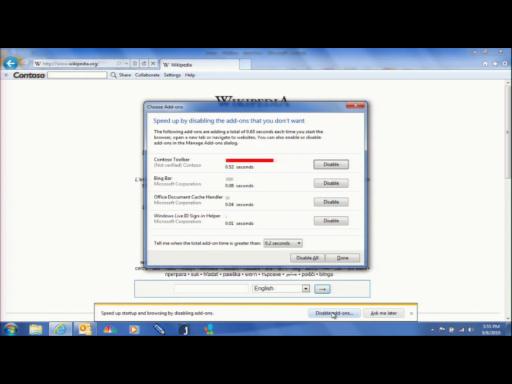 http://www.wikipedia.org/
Wikipedia
Contoso
Share Collaborate Settings Help
WIKIPEDIA
Choose Add-ons
Speed up by disabling the add-ons that you don't want
The following add-ons are adding a total of 0.65 seconds each time you start the
browser, open a new tab or navigate to websites. You can also enable or disable
add-ons in the Manage Add-ons dialog.
Contoso Toolbar
(Not verified) Contoso
0.52 seconds
Disable
Bing Bar
Microsoft Corporation
0.08 seconds
Disable
Office Document Cache Handler
Microsoft Corporation
0.04 seconds
Disable
Windows Live ID Sign-in Helper
Microsoft Corporation
0.01 seconds
Disable
Tell me when the total add-on time is greater than: 0.2 seconds
Disable All Done
English
Speed up startup and browsing by disabling add-ons.
Disable add-ons...
Ask me later
5:55 PM